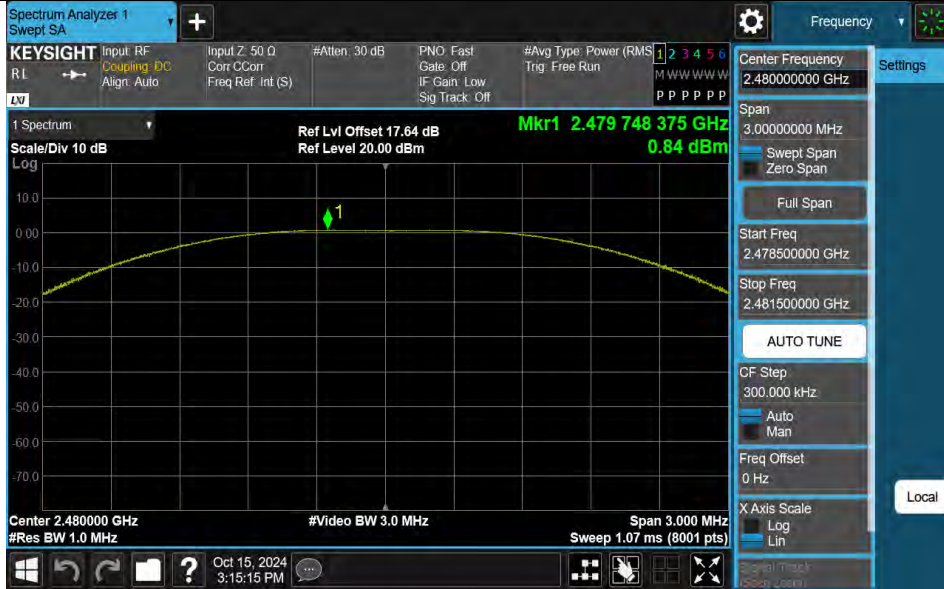 Spectrum Analyzer 1
Swept SA
+
Frequency
KEYSIGHT
RL
LXI
Input: RF
Coupling: DC
Align: Auto
Input Z: 50 Ω
Corr CCorr
Freq Ref: Int (S)
#Atten: 30 dB
PNO: Fast
Gate: Off
IF Gain: Low
Sig Track: Off
#Avg Type: Power (RMS
Trig: Free Run
1 2 3 4 5 6
M W W W W W
P P P P P P
1 Spectrum
Scale/Div 10 dB
Log
Ref Lvl Offset 17.64 dB
Ref Level 20.00 dBm
Mkr1 2.479 748 375 GHz
0.84 dBm
1
10.0
0.00
-10.0
-20.0
-30.0
-40.0
-50.0
-60.0
-70.0
Center 2.480000 GHz
#Res BW 1.0 MHz
#Video BW 3.0 MHz
Span 3.000 MHz
Sweep 1.07 ms (8001 pts)
Center Frequency
2.480000000 GHz
Settings
Span
3.00000000 MHz
Swept Span
Zero Span
Full Span
Start Freq
2.478500000 GHz
Stop Freq
2.481500000 GHz
AUTO TUNE
CF Step
300.000 kHz
Auto
Man
Freq Offset
0 Hz
X Axis Scale
Log
Lin
Signal Track
(Span Zoom)
Local
?
Oct 15, 2024
3:15:15 PM